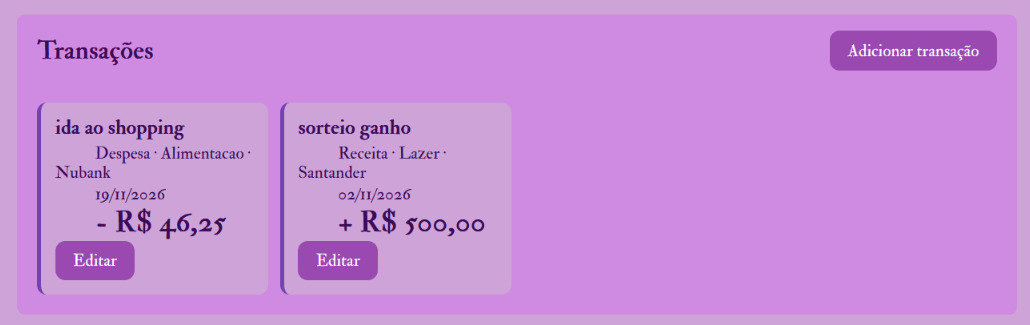 Transações
Adicionar transação
ida ao shopping
Despesa · Alimentacao ·
Nubank
19/11/2026
- R$ 46,25
Editar
sorteio ganho
Receita · Lazer ·
Santander
02/11/2026
+ R$ 500,00
Editar